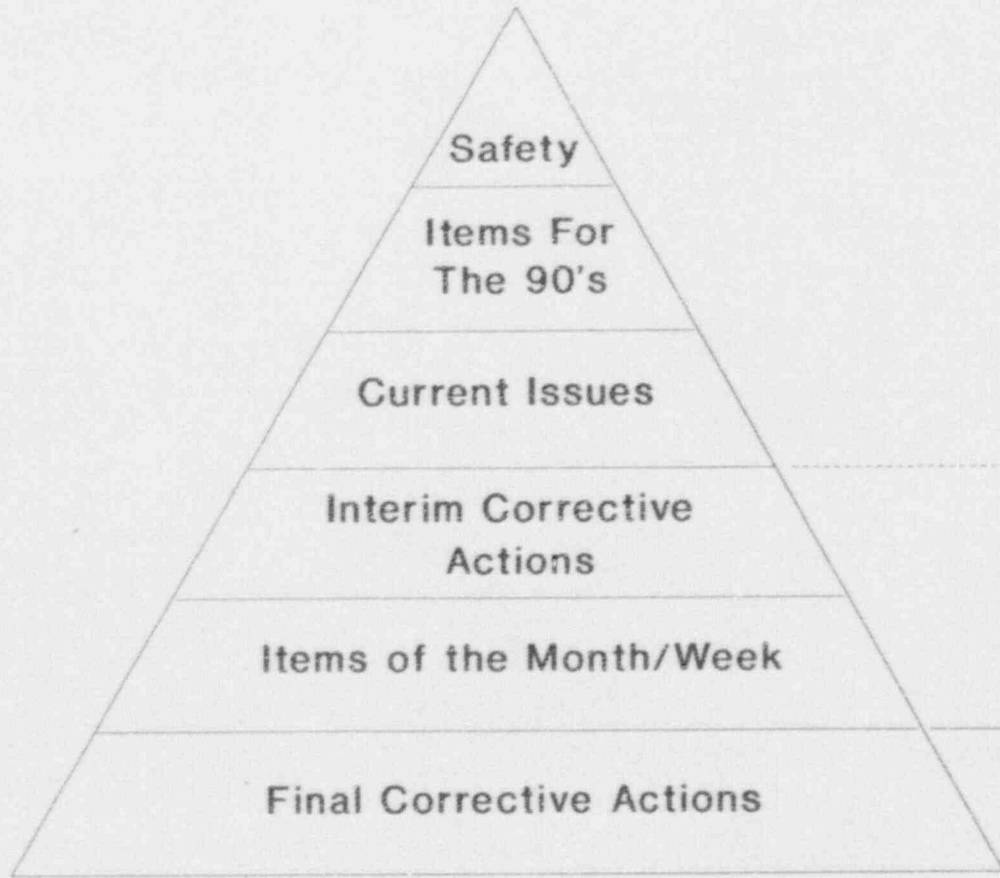 Safety
Items For
The 90's
Current Issues
Interim Corrective
Actions
Items of the Month/Week
Final Corrective Actions